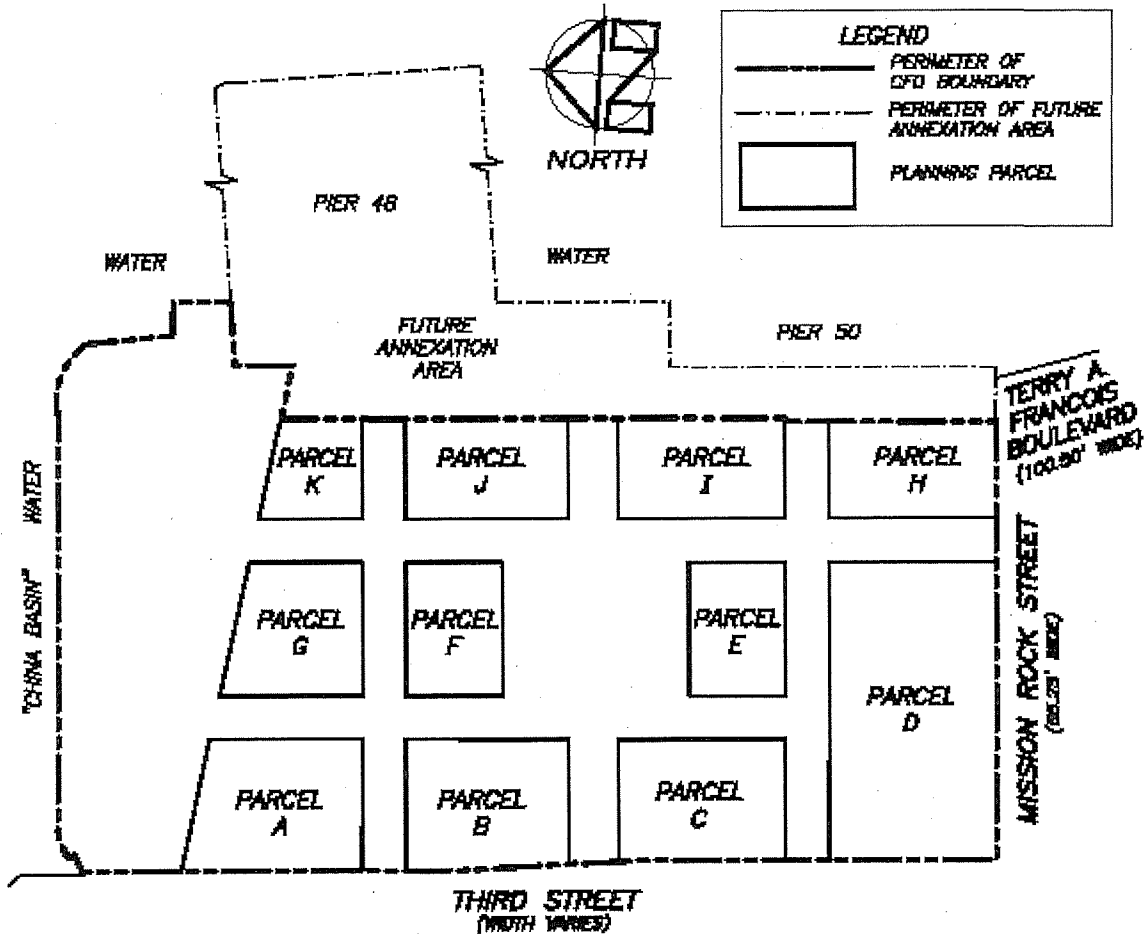 LEGEND
PERIMETER OF
CFD BOUNDARY
PERIMETER OF FUTURE
ANNEXATION AREA
PLANNING PARCEL
NORTH
PIER 48
WATER
WATER
FUTURE
ANNEXATION
AREA
PIER 50
TERRY A.
FRANCOIS
BOULEVARD
(100.50' WIDE)
PARCEL
K
PARCEL
J
PARCEL
I
PARCEL
H
WATER
"CHINA BASIN"
PARCEL
G
PARCEL
F
PARCEL
E
PARCEL
D
MISSION ROCK STREET
WIDE)
PARCEL
A
PARCEL
B
PARCEL
C
THIRD STREET
(WIDTH VARIES)